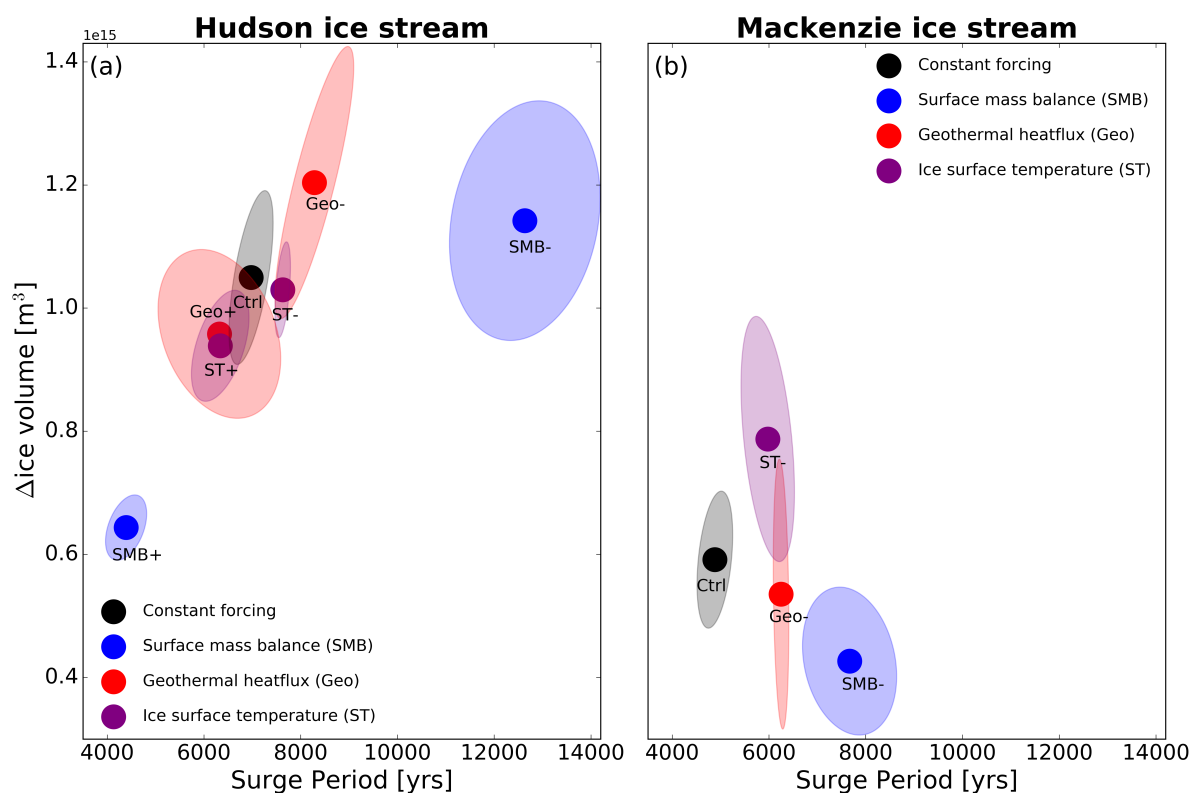 Hudson ice stream
1e15
(a)
1.4
1.2
1.0
0.8
0.6
0.4
Δice volume [m³]
Geo-
SMB-
Ctrl
Geo+
ST-
ST+
SMB+
Constant forcing
Surface mass balance (SMB)
Geothermal heatflux (Geo)
Ice surface temperature (ST)
4000 6000 8000 10000 12000 14000
Surge Period [yrs]
Mackenzie ice stream
(b)
Constant forcing
Surface mass balance (SMB)
Geothermal heatflux (Geo)
Ice surface temperature (ST)
ST-
Ctrl
Geo-
SMB-
4000 6000 8000 10000 12000 14000
Surge Period [yrs]